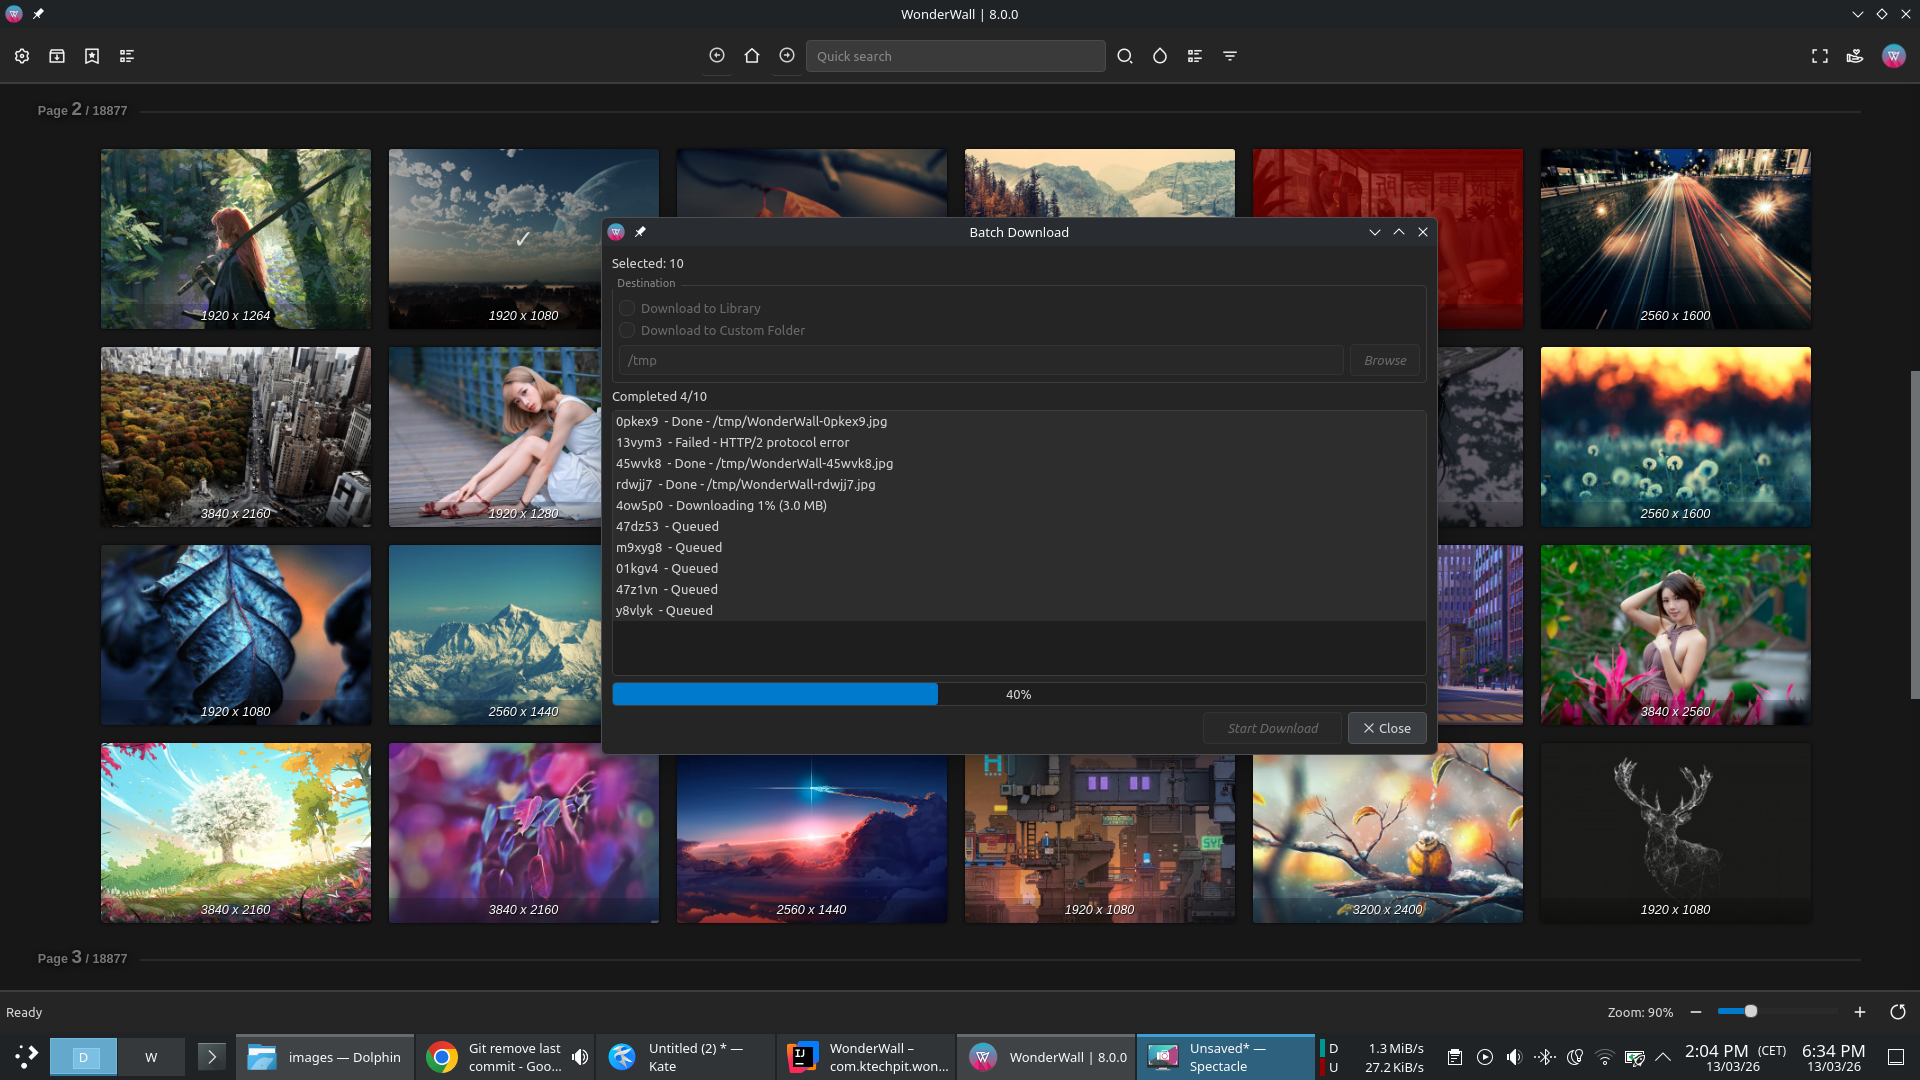 WonderWall | 8.0.0
Quick search
Page 2 / 18877
1920 x 1264
1920 x 1080
2560 x 1600
Batch Download
Selected: 10
Destination
Download to Library
Download to Custom Folder
/tmp
Browse
Completed 4/10
0pkex9 - Done - /tmp/WonderWall-0pkex9.jpg
13vym3 - Failed - HTTP/2 protocol error
45wvk8 - Done - /tmp/WonderWall-45wvk8.jpg
rdwjj7 - Done - /tmp/WonderWall-rdwjj7.jpg
4ow5p0 - Downloading 1% (3.0 MB)
47dz53 - Queued
m9xyg8 - Queued
01kgv4 - Queued
47z1vn - Queued
y8vlyk - Queued
40%
Start Download
Close
3840 x 2160
1920 x 1280
2560 x 1600
1920 x 1080
2560 x 1440
3840 x 2560
3840 x 2160
3840 x 2160
2560 x 1440
1920 x 1080
3200 x 2400
1920 x 1080
Page 3 / 18877
Ready
Zoom: 90%
D
W
images — Dolphin
Git remove last
commit - Goo...
Untitled (2) * —
Kate
WonderWall –
com.ktechpit.won...
WonderWall | 8.0.0
Unsaved* —
Spectacle
D 1.3 MiB/s
U 27.2 KiB/s
2:04 PM (CET)
13/03/26
6:34 PM
13/03/26